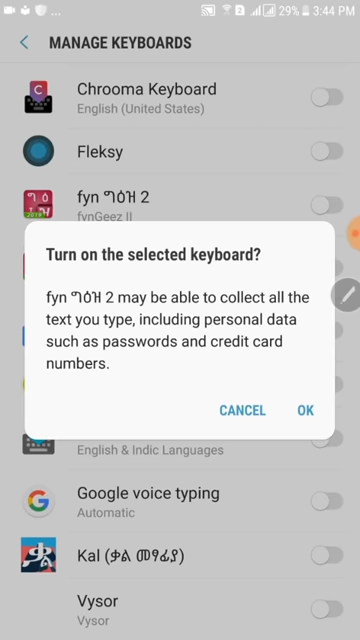 ... 29% 3:44 PM
MANAGE KEYBOARDS
Chrooma Keyboard
English (United States)
Fleksy
fyn ግዕዝ 2
fynGeez II
Turn on the selected keyboard?
fyn ግዕዝ 2 may be able to collect all the
text you type, including personal data
such as passwords and credit card
numbers.
CANCEL OK
English & Indic Languages
Google voice typing
Automatic
Kal (ቃል መፃፊያ)
Vysor
Vysor